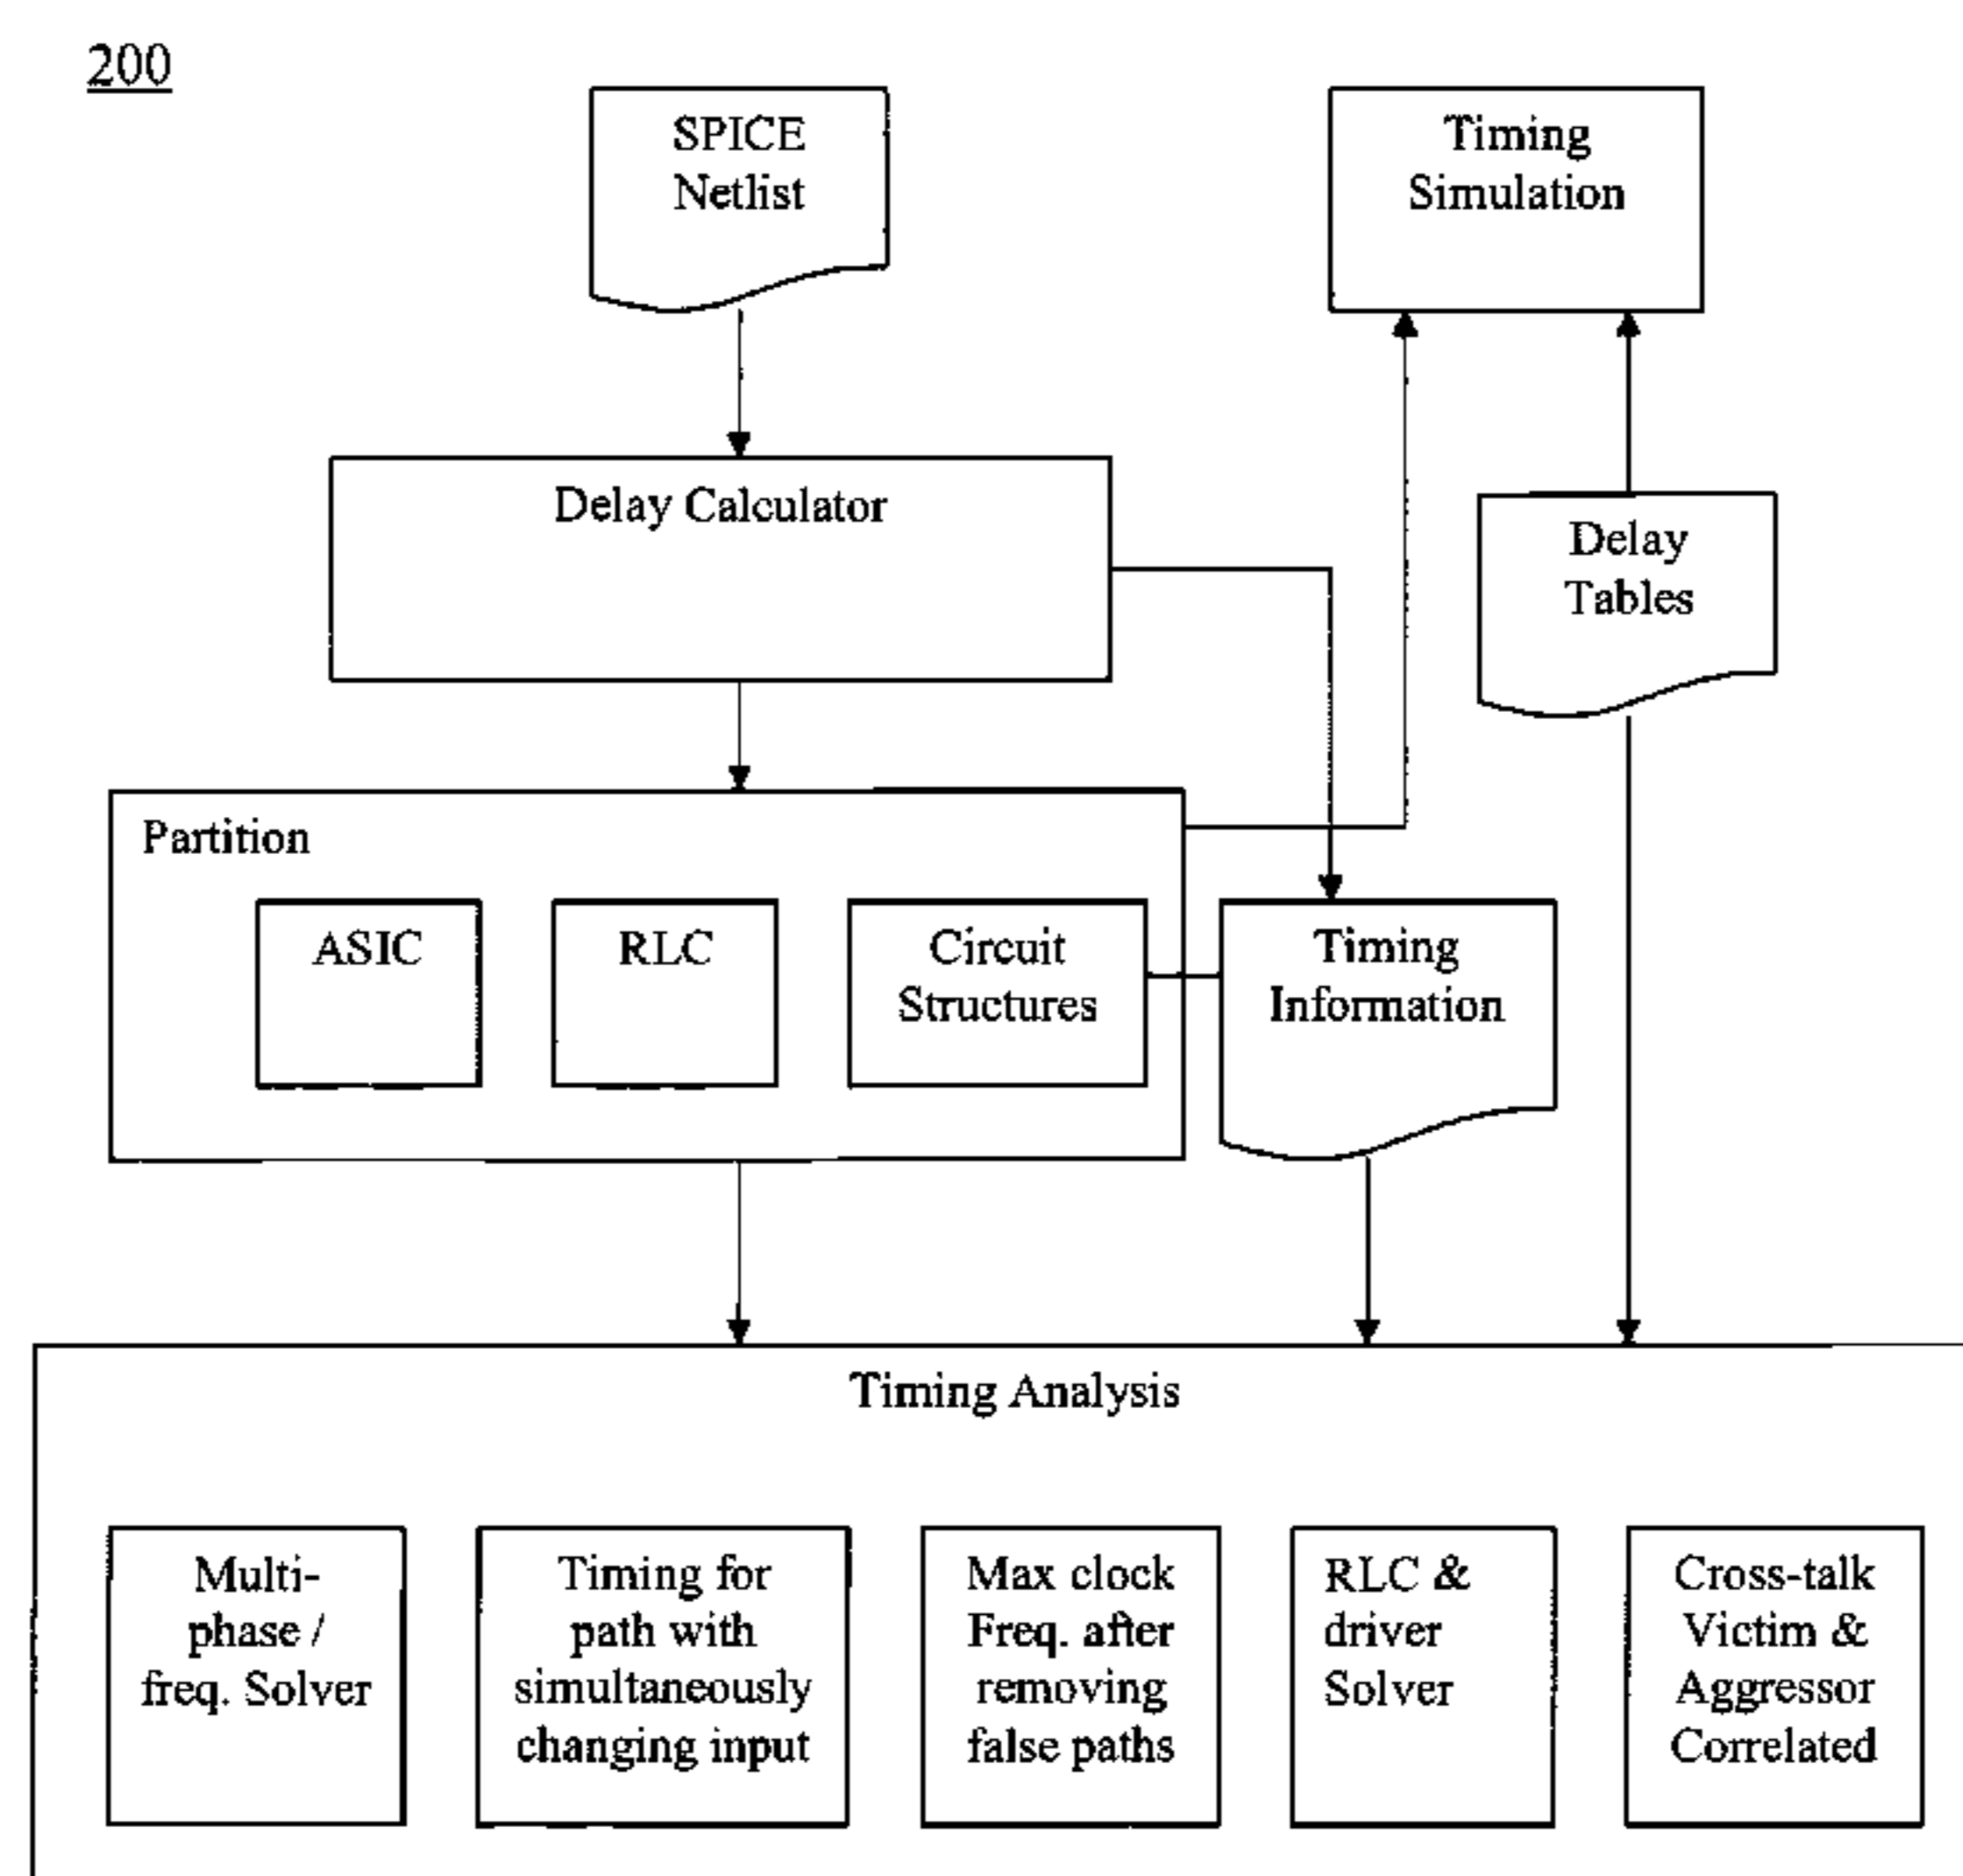 200
SPICE
Netlist
Timing
Simulation
Delay Calculator
Delay
Tables
Partition
ASIC
RLC
Circuit
Structures
Timing
Information
Timing Analysis
Multi-
phase /
freq. Solver
Timing for
path with
simultaneously
changing input
Max clock
Freq. after
removing
false paths
RLC &
driver
Solver
Cross-talk
Victim &
Aggressor
Correlated